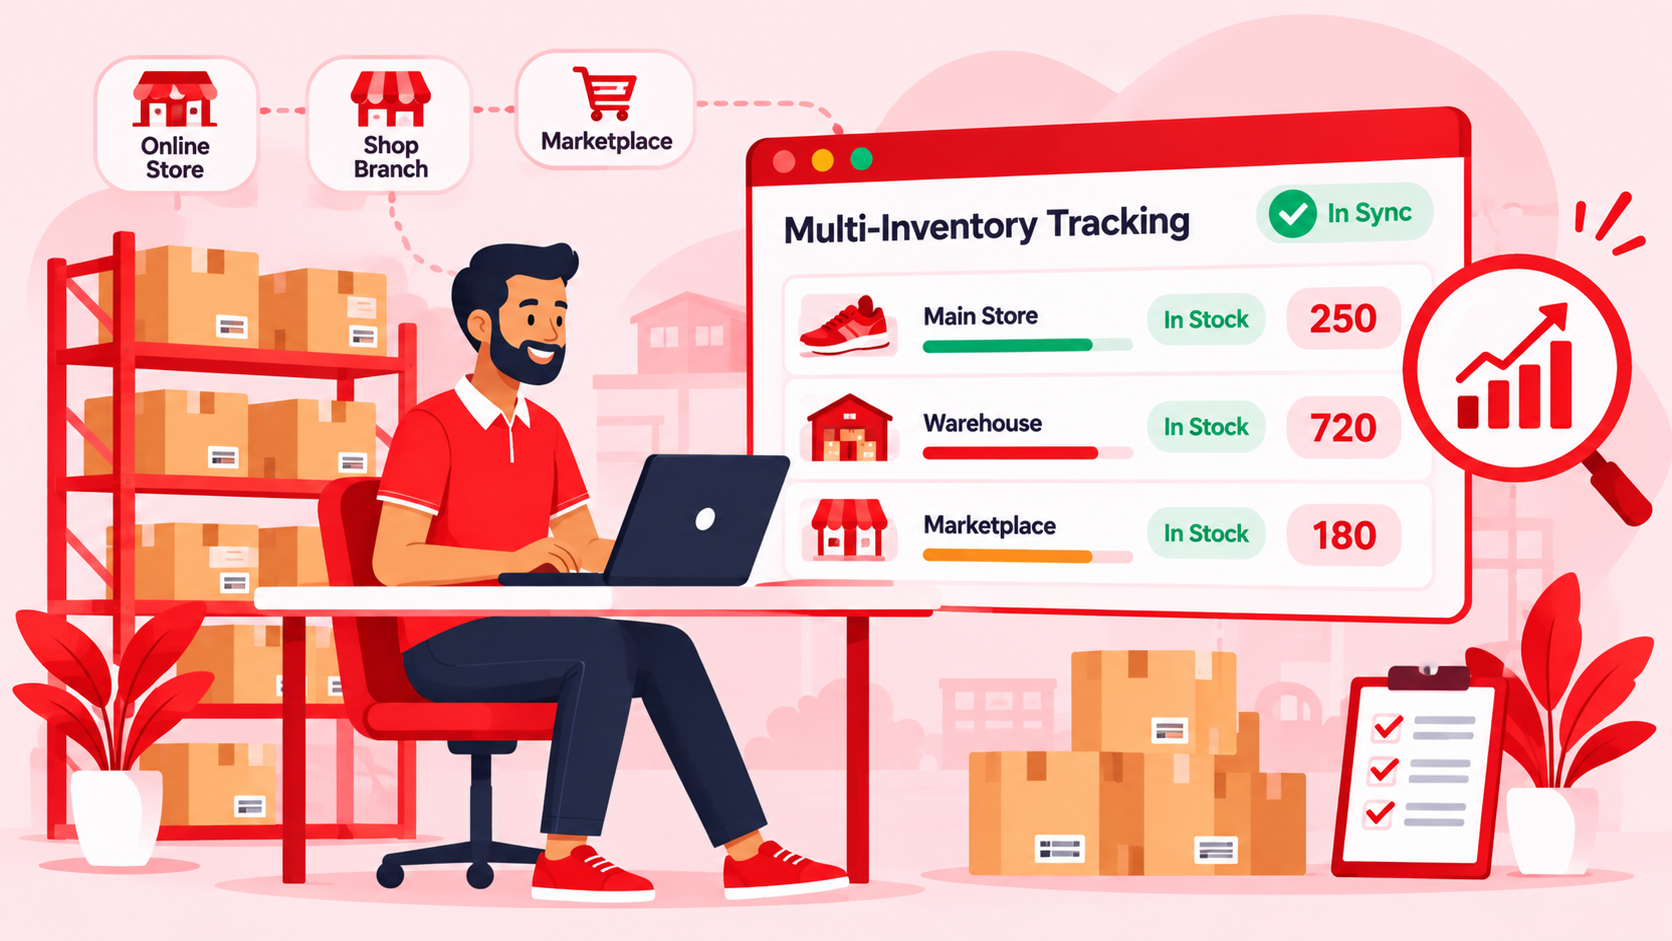 Online
Store
Shop
Branch
Marketplace
Multi-Inventory Tracking
In Sync
Main Store
In Stock
250
Warehouse
In Stock
720
Marketplace
In Stock
180